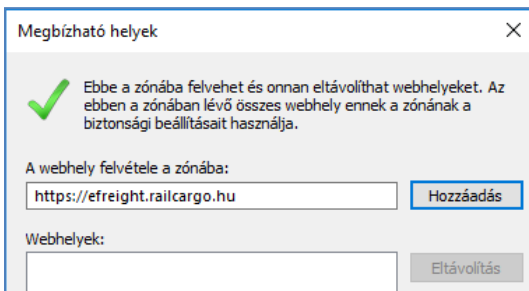 Megbízható helyek
Ebbe a zónába felvehet és onnan eltávolíthat webhelyeket. Az
ebben a zónában lévő összes webhely ennek a zónának a
biztonsági beállításait használja.
A webhely felvétele a zónába:
https://efreight.railcargo.hu
Hozzáadás
Webhelyek:
Eltávolítás